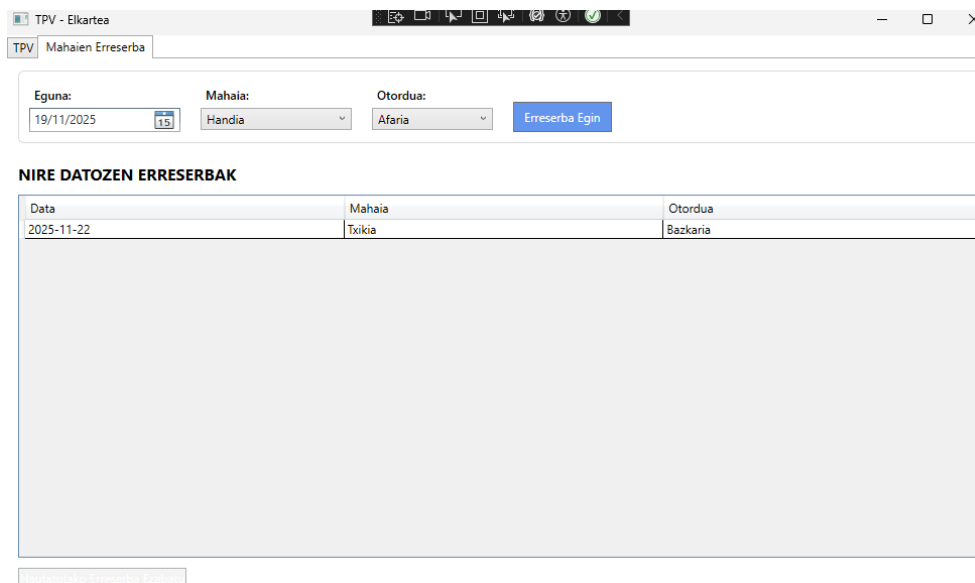 TPV - Elkartea
TPV Mahaien Erreserba
Eguna: Mahaia: Otordua:
19/11/2025 15 Handia Afaria Erreserba Egin
NIRE DATOZEN ERRESERBAK
Data Mahaia Otordua
2025-11-22 Txikia Bazkaria